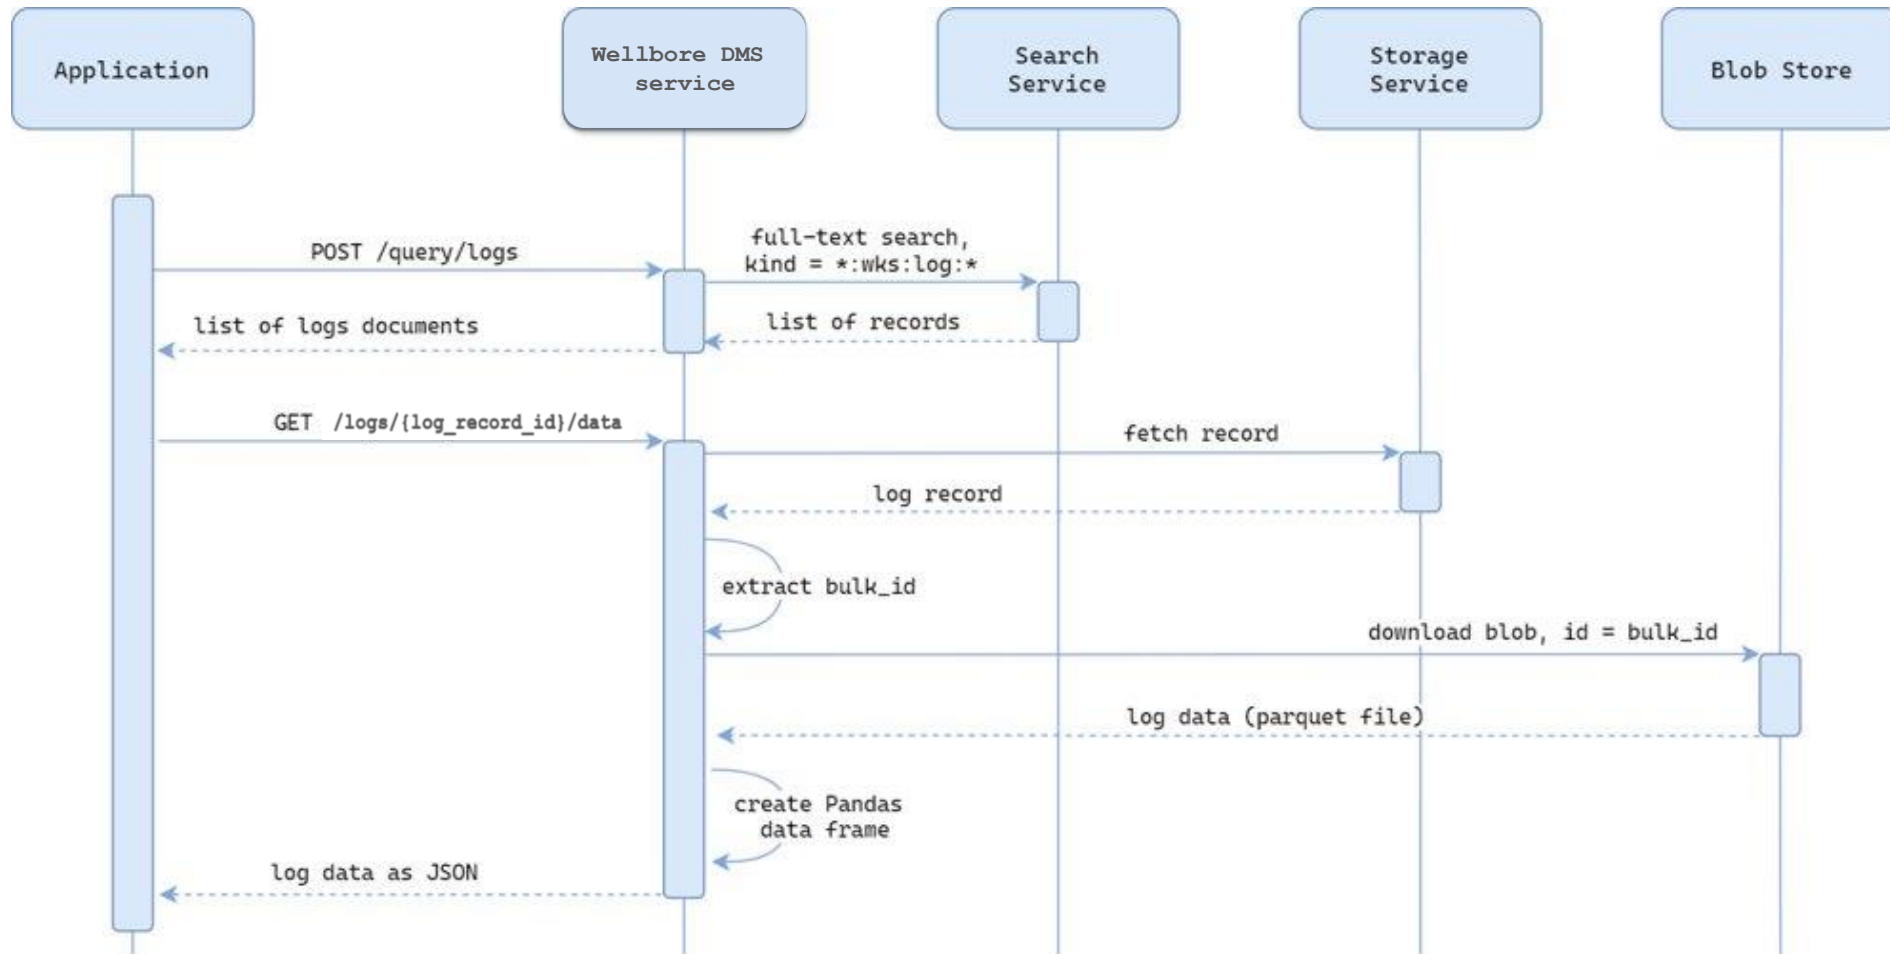 Application
Wellbore DMS
service
Search
Service
Storage
Service
Blob Store
POST /query/logs
full-text search,
kind = *:wks:log:*
list of logs documents
list of records
GET /logs/{log_record_id}/data
fetch record
log record
extract bulk_id
download blob, id = bulk_id
log data (parquet file)
create Pandas
data frame
log data as JSON